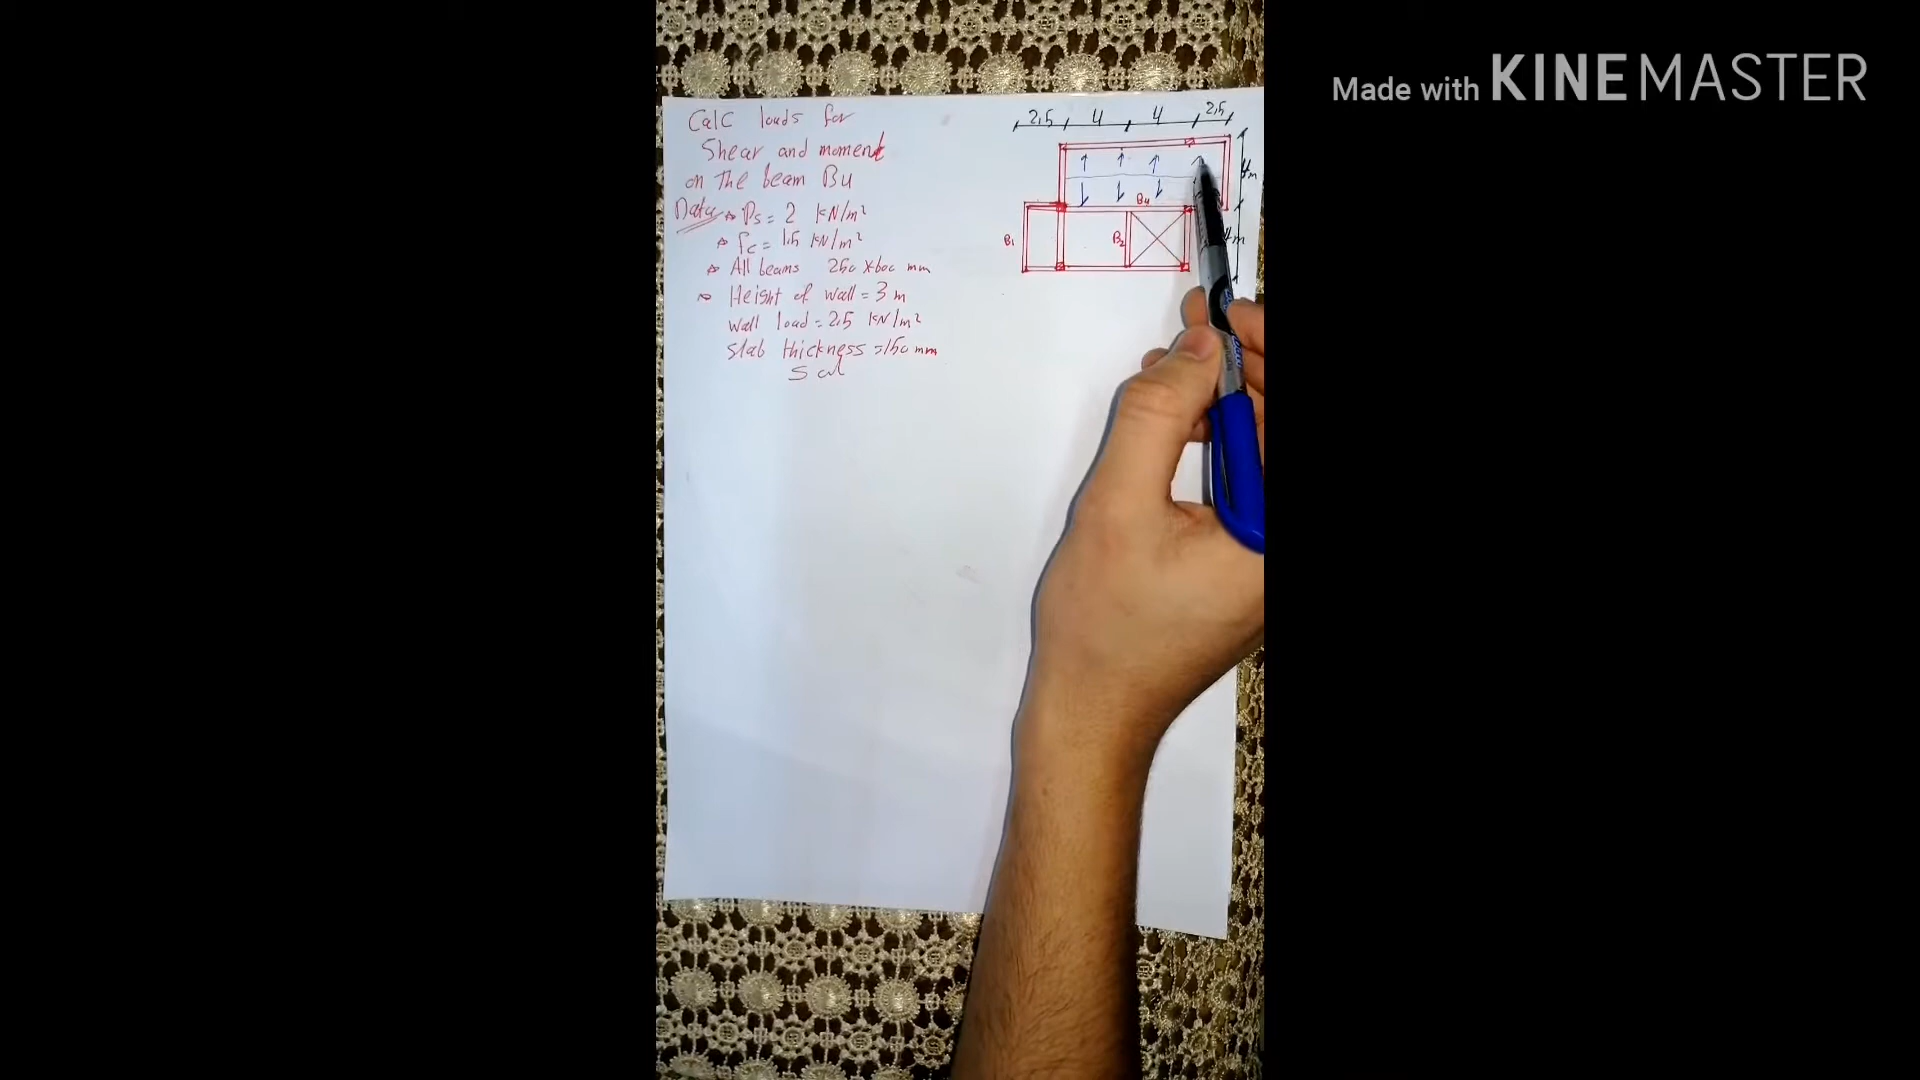 Made with KINEMASTER
Calc loads for
Shear and moment
on the beam B4
Data Ps = 2 kN/m²
Fc = 1.5 kN/m²
All beams 250 x 600 mm
Height of wall = 3 m
Wall load = 2.5 kN/m²
Slab thickness = 150 mm
Sol
2.5 4 4 2.5
4m
B4
B1 B2 4m